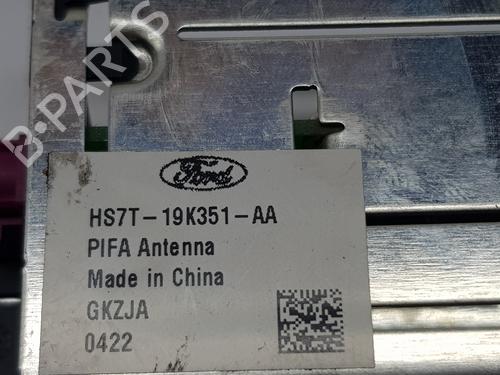 B-PARTS
Ford
HS7T-19K351-AA
PIFA Antenna
Made in China
GKZJA
0422